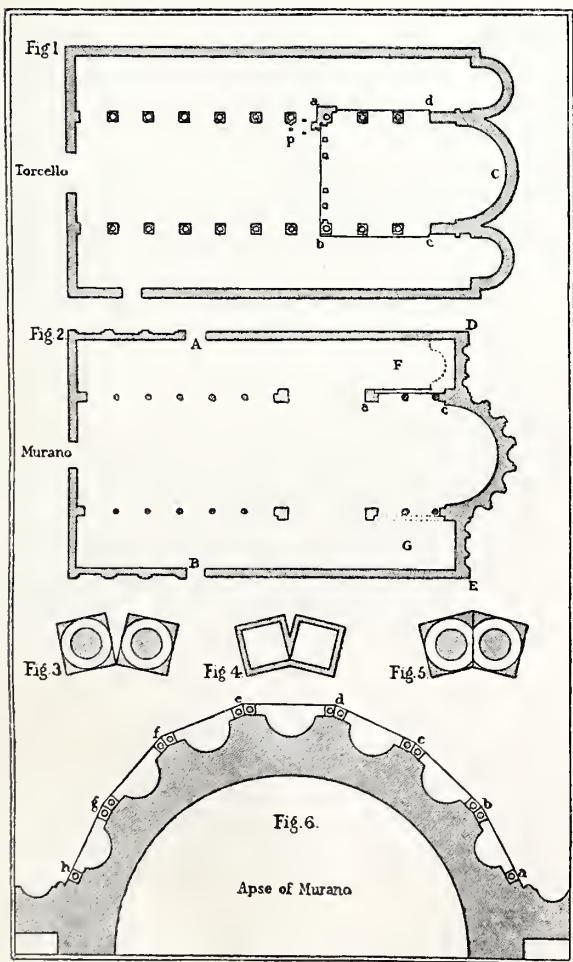 Fig 1
a
d
p
Torcello
C
b
c
Fig. 2
A
D
F
a
c
Murano
B
G
E
Fig. 3
Fig 4.
Fig. 5.
e
d
f
c
g
b
Fig. 6.
h
a
Apse of Murano